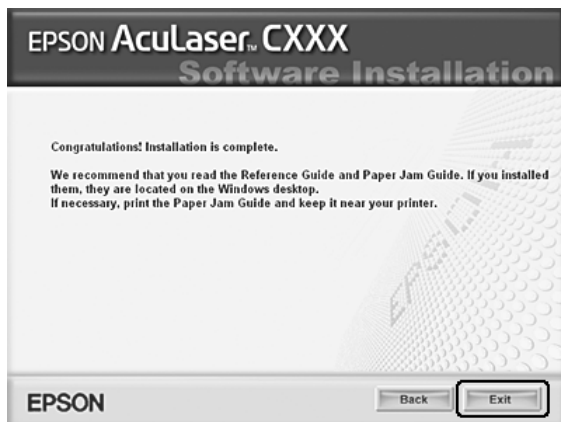 EPSON AcuLaser™ CXXX
Software Installation
Congratulations! Installation is complete.
We recommend that you read the Reference Guide and Paper Jam Guide. If you installed
them, they are located on the Windows desktop.
If necessary, print the Paper Jam Guide and keep it near your printer.
EPSON
EPSON
Back
Exit